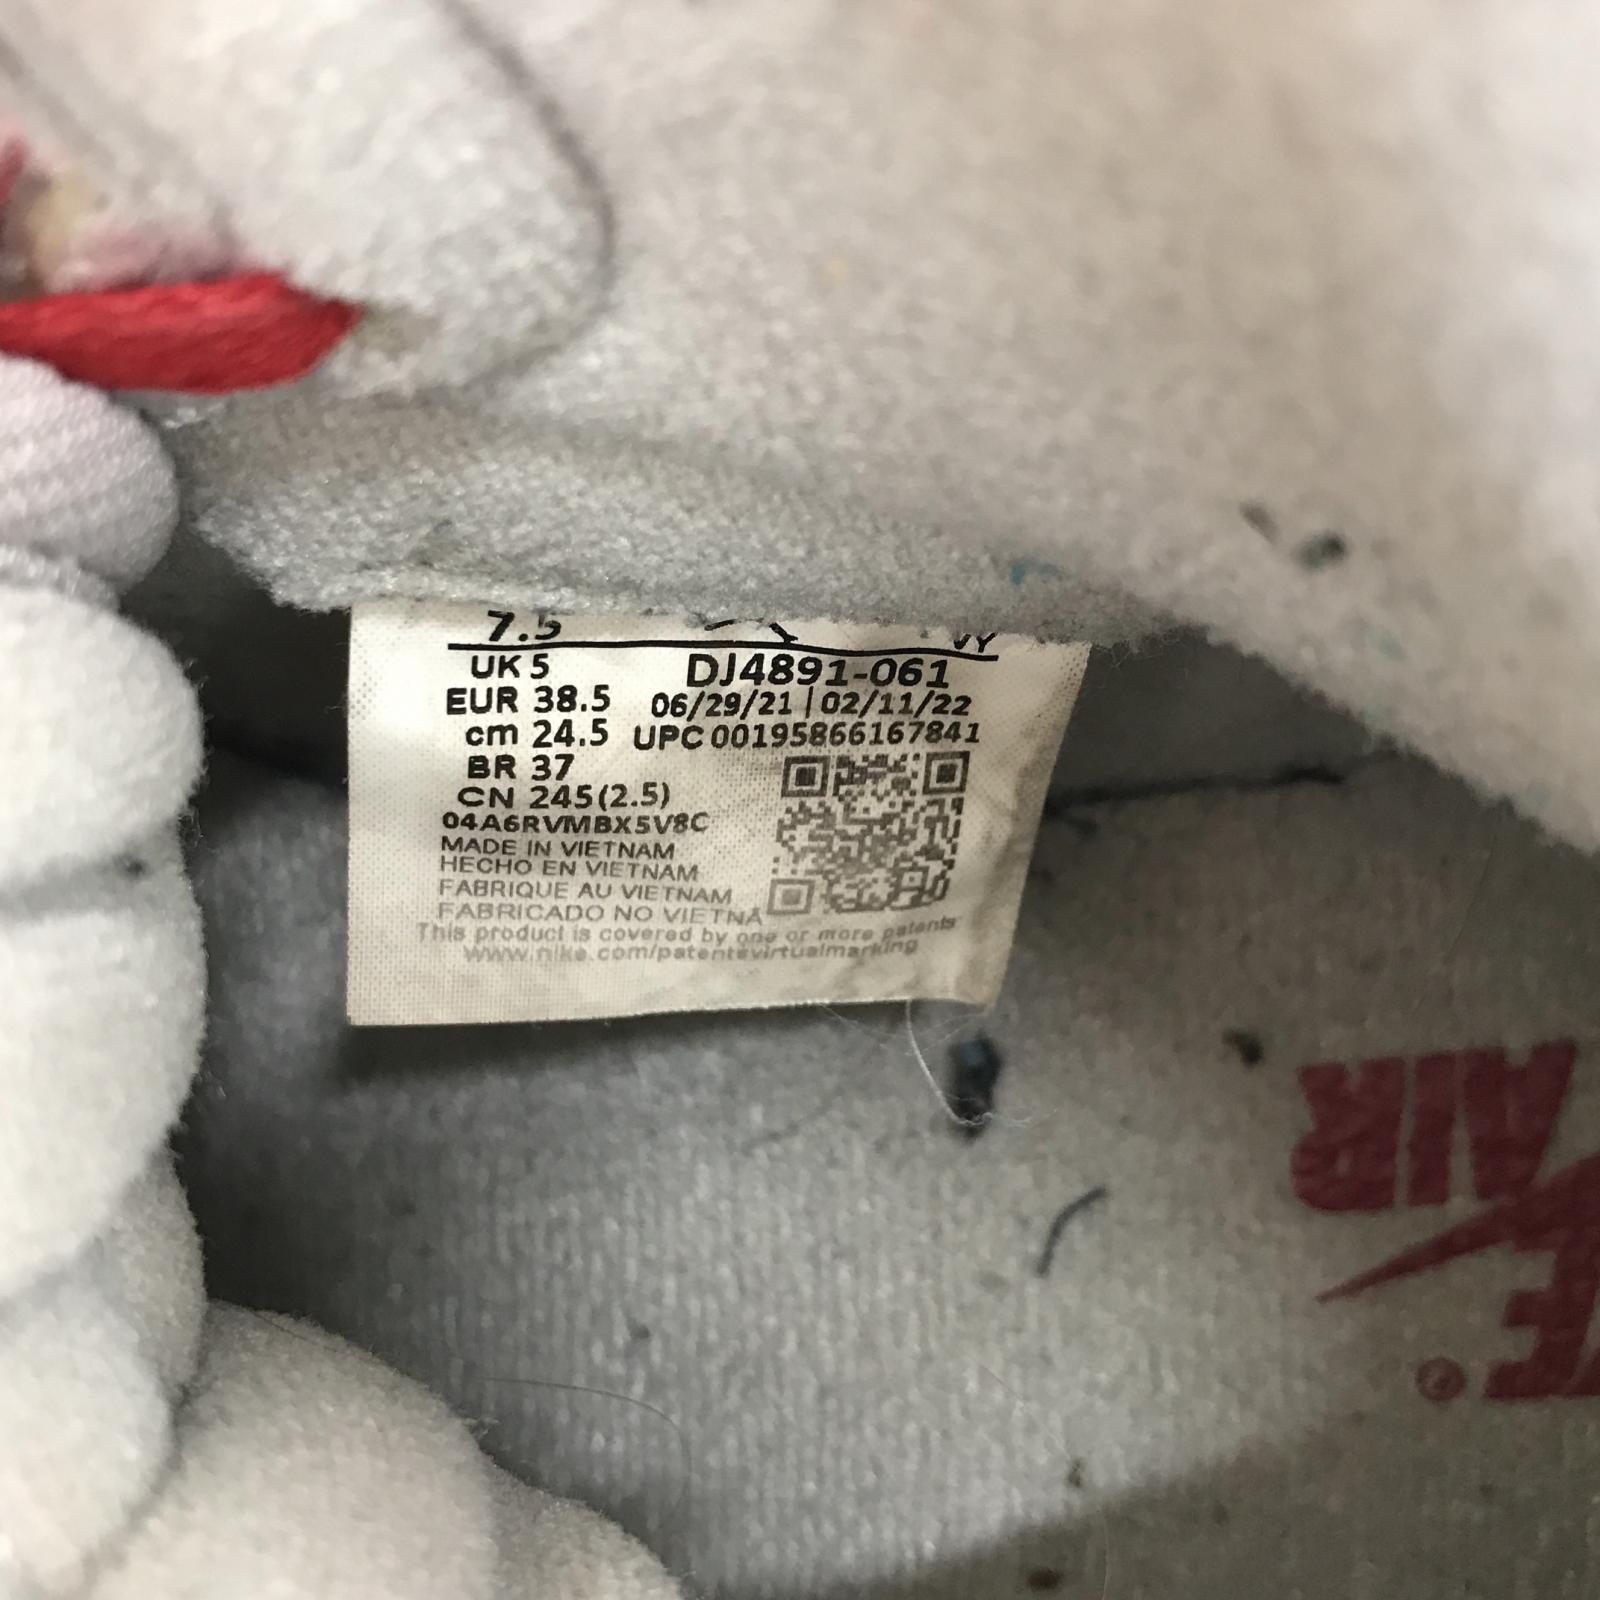 7.5 VY
UK 5 DJ4891-061
EUR 38.5 06/29/21 | 02/11/22
cm 24.5 UPC 00195866167841
BR 37
CN 245(2.5)
04A6RVMBX5V8C
MADE IN VIETNAM
HECHO EN VIETNAM
FABRIQUE AU VIETNAM
FABRICADO NO VIETNÃ
This product is covered by one or more patents
www.nike.com/patentsvirtualmarking
AIR